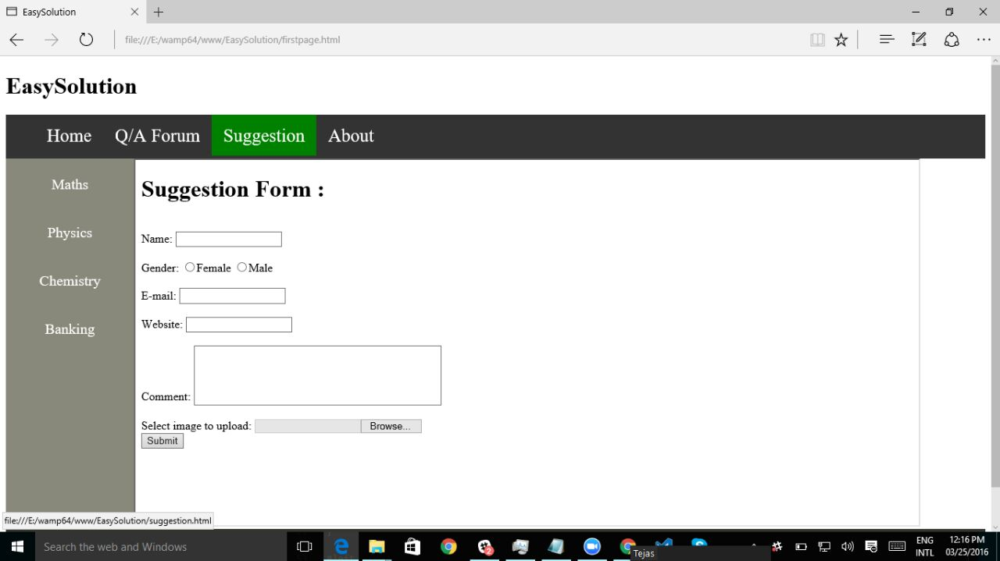 EasySolution
file:///E:/wamp64/www/EasySolution/firstpage.html
EasySolution
Home Q/A Forum Suggestion About
Maths
Physics
Chemistry
Banking
Suggestion Form :
Name:
Gender: Female Male
E-mail:
Website:
Comment:
Select image to upload: Browse...
Submit
file:///E:/wamp64/www/EasySolution/suggestion.html
Search the web and Windows
2
Tejas
ENG
INTL
12:16 PM
03/25/2016